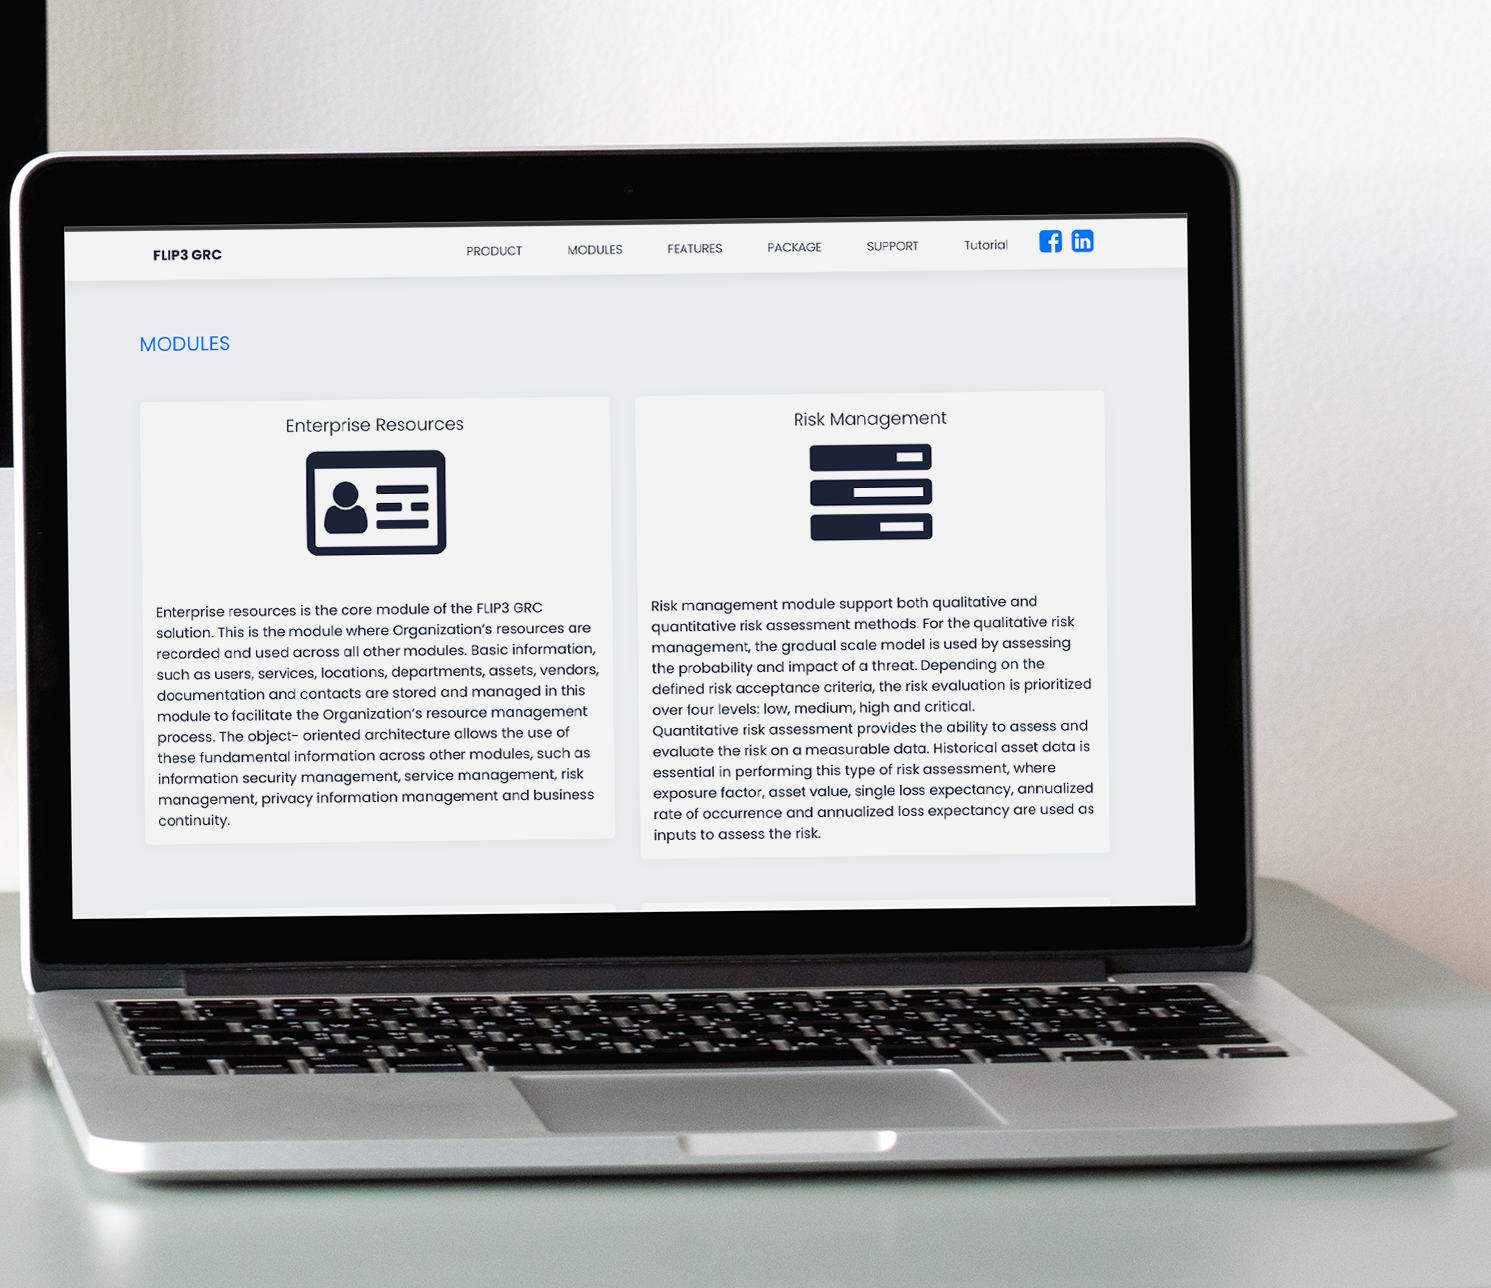 FLIP3 GRC
PRODUCT
MODULES
FEATURES
PACKAGE
SUPPORT
Tutorial
MODULES
Enterprise Resources
Enterprise resources is the core module of the FLIP3 GRC
solution. This is the module where Organization's resources are
recorded and used across all other modules. Basic information,
such as users, services, locations, departments, assets, vendors,
documentation and contacts are stored and managed in this
module to facilitate the Organization's resource management
process. The object- oriented architecture allows the use of
these fundamental information across other modules, such as
information security management, service management, risk
management, privacy information management and business
continuity.
Risk Management
Risk management module support both qualitative and
quantitative risk assessment methods. For the qualitative risk
management, the gradual scale model is used by assessing
the probability and impact of a threat. Depending on the
defined risk acceptance criteria, the risk evaluation is prioritized
over four levels: low, medium, high and critical.
Quantitative risk assessment provides the ability to assess and
evaluate the risk on a measurable data. Historical asset data is
essential in performing this type of risk assessment, where
exposure factor, asset value, single loss expectancy, annualized
rate of occurrence and annualized loss expectancy are used as
inputs to assess the risk.